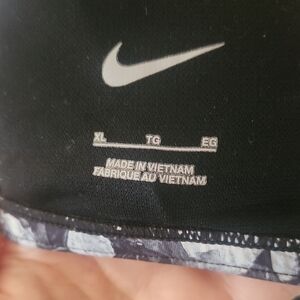 XL TG EG
MADE IN VIETNAM
FABRIQUE AU VIETNAM